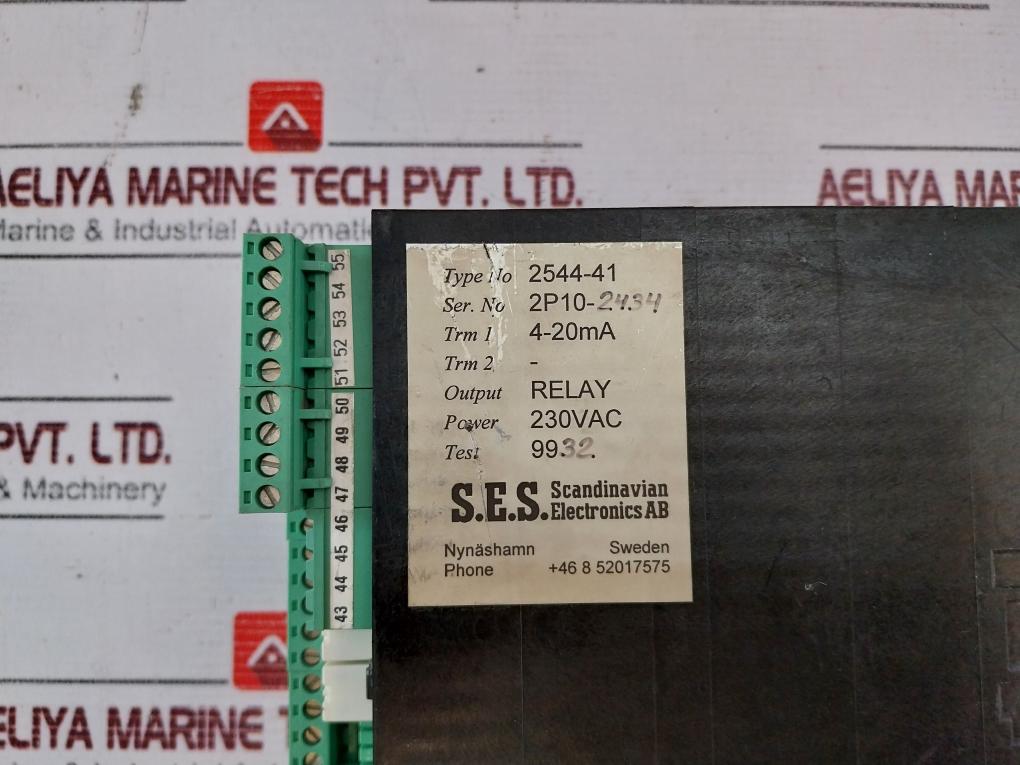 AELIYA MARINE TECH PVT. LTD.
Marine & Industrial Automatio
AELIYA MAR
PVT. LTD.
& Machinery
AELIYA MARINE T
55
54
53
52
51
50
49
48
47
46
45
44
43
Type No 2544-41
Ser. No 2P10-2434
Trm 1 4-20mA
Trm 2 -
Output RELAY
Power 230VAC
Test 9932.
S.E.S. Scandinavian
Electronics AB
Nynäshamn Sweden
Phone +46 8 52017575